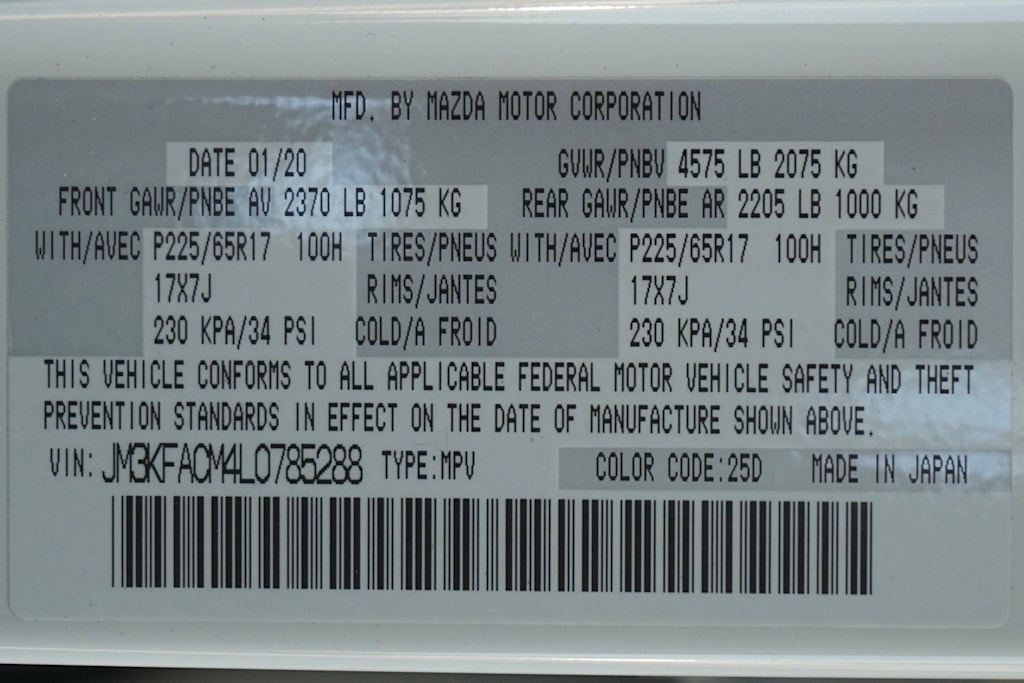 MFD. BY MAZDA MOTOR CORPORATION
DATE 01/20 GVWR/PNBV 4575 LB 2075 KG
FRONT GAWR/PNBE AV 2370 LB 1075 KG REAR GAWR/PNBE AR 2205 LB 1000 KG
WITH/AVEC P225/65R17 100H TIRES/PNEUS WITH/AVEC P225/65R17 100H TIRES/PNEUS
17X7J RIMS/JANTES 17X7J RIMS/JANTES
230 KPA/34 PSI COLD/A FROID 230 KPA/34 PSI COLD/A FROID
THIS VEHICLE CONFORMS TO ALL APPLICABLE FEDERAL MOTOR VEHICLE SAFETY AND THEFT
PREVENTION STANDARDS IN EFFECT ON THE DATE OF MANUFACTURE SHOWN ABOVE.
VIN: JM3KFACM4L0785288 TYPE:MPV COLOR CODE:25D MADE IN JAPAN